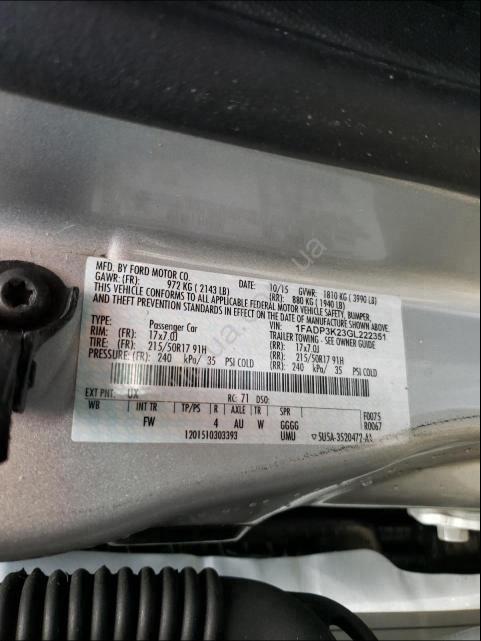 MFD. BY FORD MOTOR CO.
DATE: 10/15 GVWR: 1810 KG ( 3990 LB)
GAWR: (FR): 972 KG ( 2143 LB) (RR): 880 KG ( 1940 LB)
THIS VEHICLE CONFORMS TO ALL APPLICABLE FEDERAL MOTOR VEHICLE SAFETY, BUMPER,
AND THEFT PREVENTION STANDARDS IN EFFECT ON THE DATE OF MANUFACTURE SHOWN ABOVE.
VIN: 1FADP3K23GL222351
TYPE: Passenger Car TRAILER TOWING - SEE OWNER GUIDE
RIM: (FR): 17x7.0J (RR): 17x7.0J
TIRE: (FR): 215/50R17 91H (RR): 215/50R17 91H
PRESSURE: (FR): 240 kPa/ 35 PSI COLD (RR): 240 kPa/ 35 PSI COLD
EXT PNT: UX RC: 71 DSO:
WB INT TR TP/PS R AXLE TR SPR F0075
FW 4 AU W GGGG R0067
1201510303393 UMU 5U5A-3520472-AA